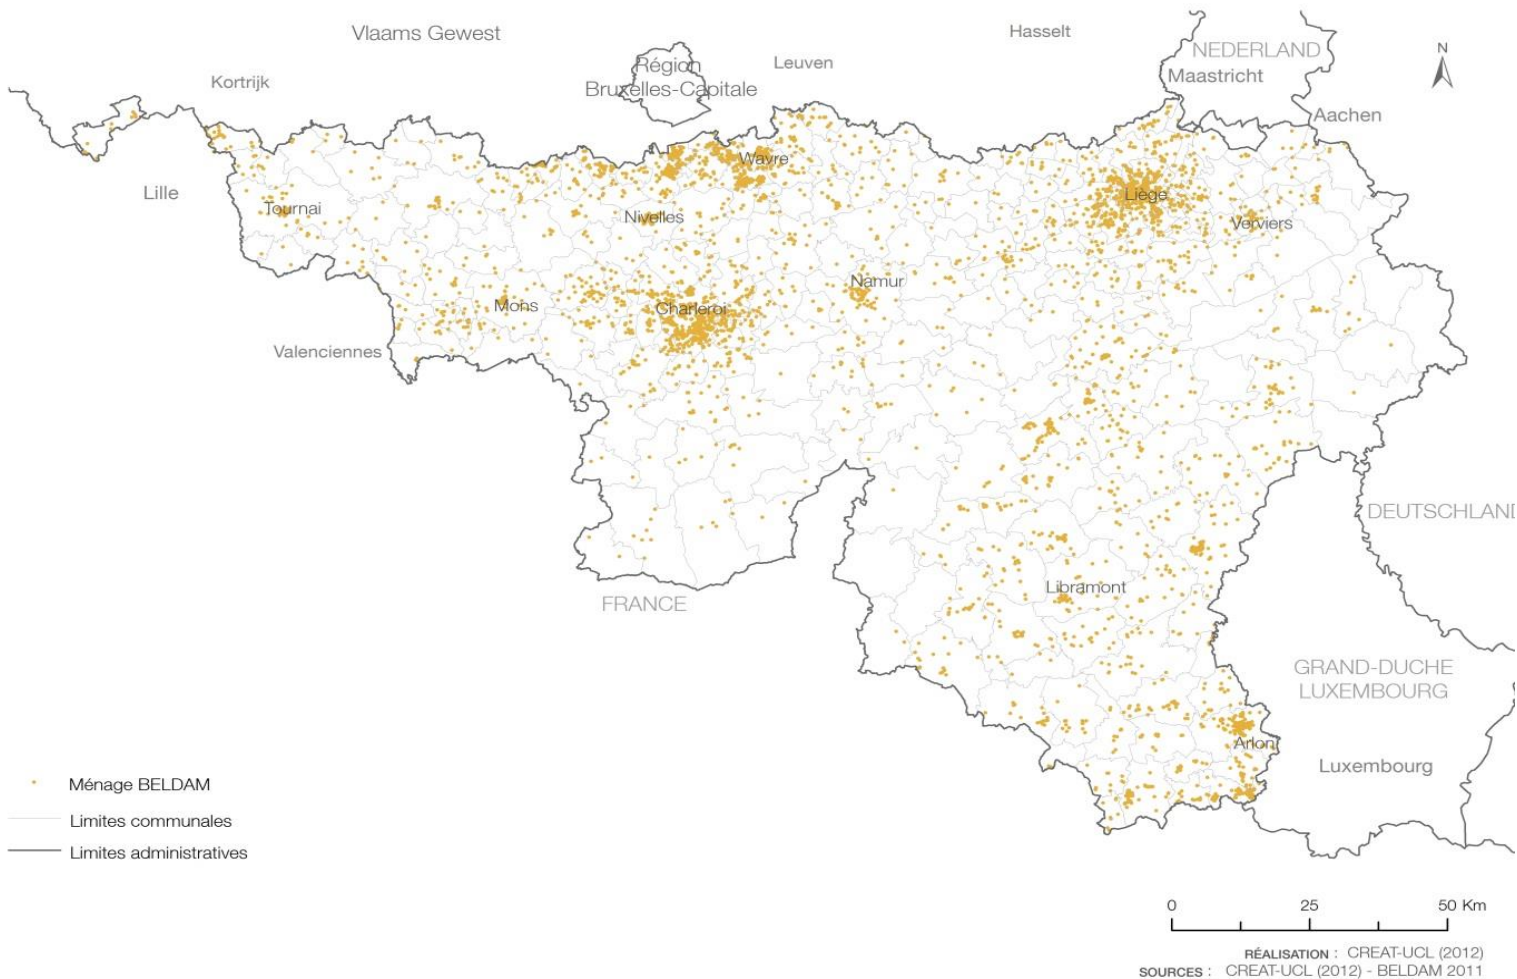 Vlaams Gewest
Hasselt
NEDERLAND
Maastricht
N
Région
Bruxelles-Capitale
Leuven
Kortrijk
Aachen
Wavre
Lille
Tournai
Nivelles
Liège
Verviers
Namur
Mons
Charleroi
Valenciennes
DEUTSCHLAND
Libramont
FRANCE
GRAND-DUCHE
LUXEMBOURG
Arlon
Luxembourg
Ménage BELDAM
Limites communales
Limites administratives
0 25 50 Km
RÉALISATION : CREAT-UCL (2012)
SOURCES : CREAT-UCL (2012) - BELDAM 2011